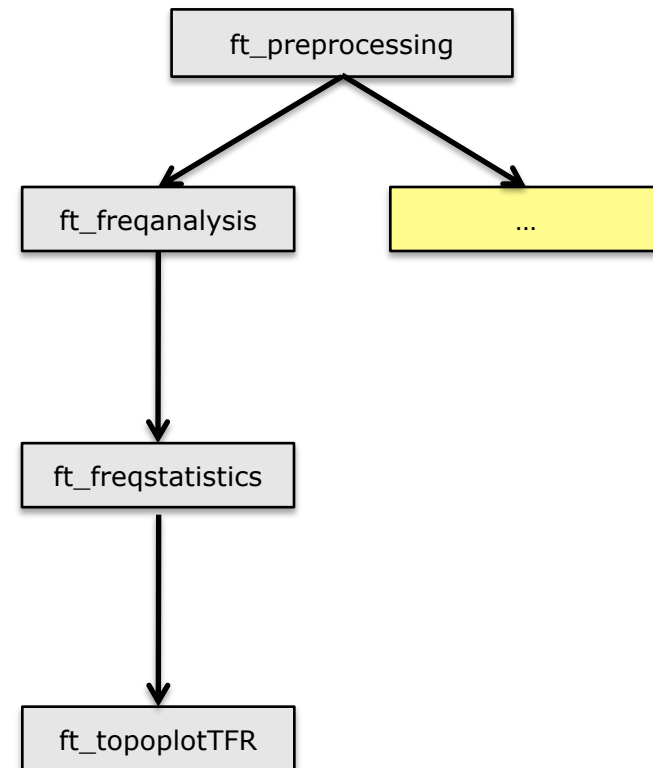 ft_preprocessing
ft_freqanalysis
…
ft_freqstatistics
ft_topoplotTFR